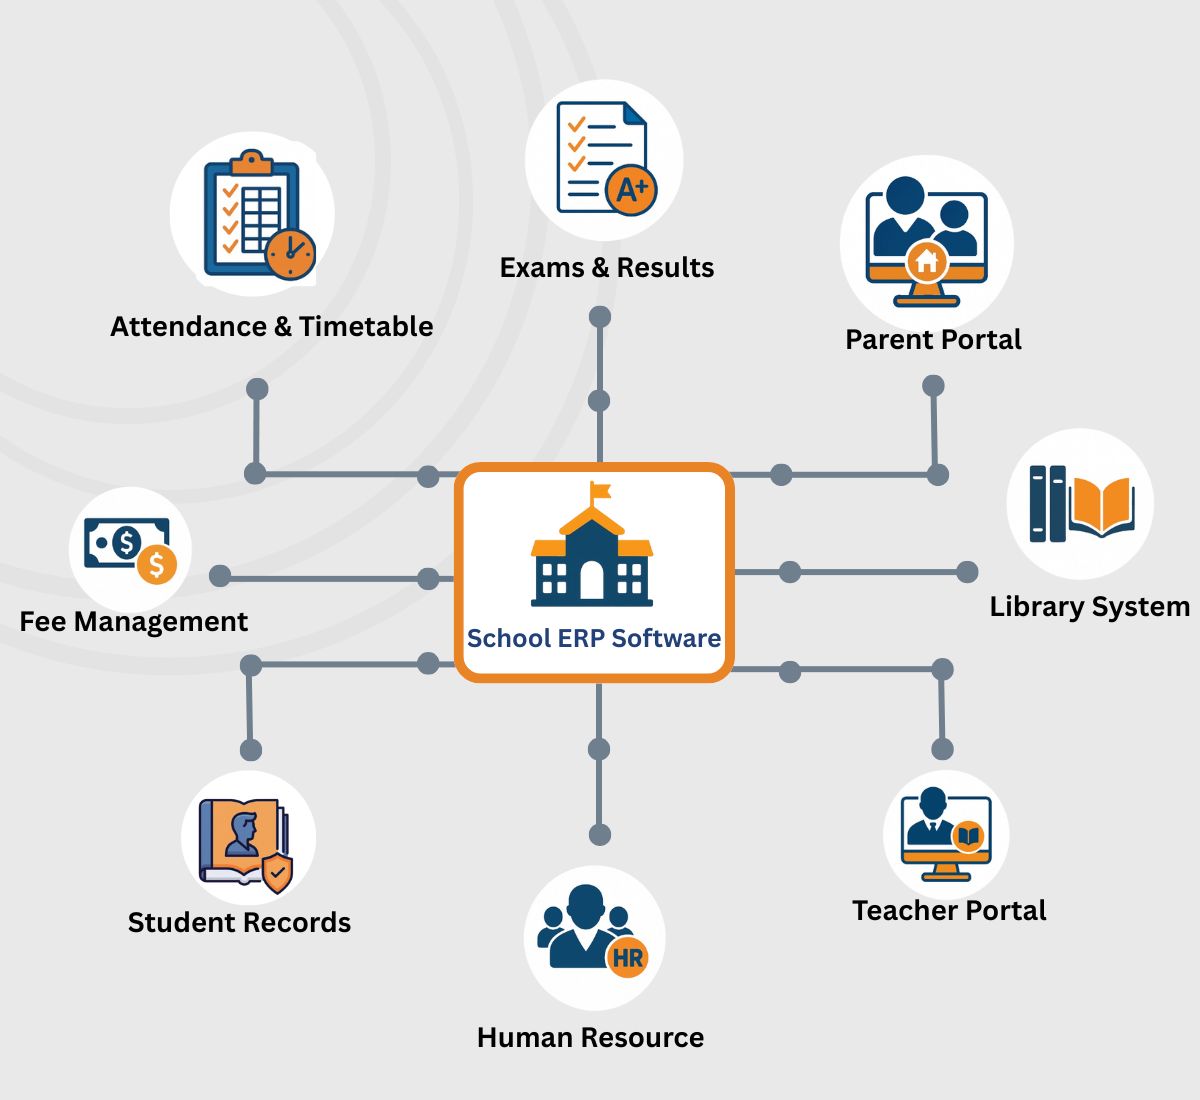 A+
Exams & Results
Attendance & Timetable
Parent Portal
$
$
Fee Management
School ERP Software
Library System
Student Records
Teacher Portal
HR
Human Resource